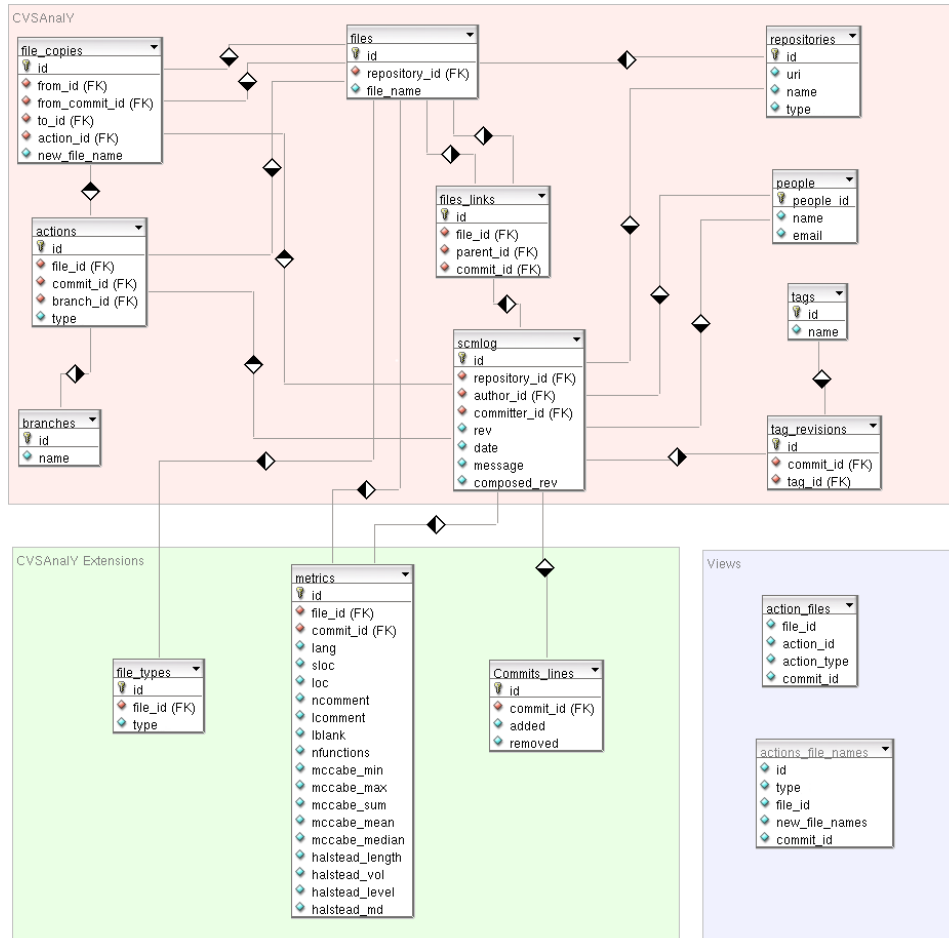 CVSAnalY
file_copies
id
from_id (FK)
from_commit_id (FK)
to_id (FK)
action_id (FK)
new_file_name
files
id
repository_id (FK)
file_name
repositories
id
uri
name
type
people
people_id
name
email
files_links
id
file_id (FK)
parent_id (FK)
commit_id (FK)
actions
id
file_id (FK)
commit_id (FK)
branch_id (FK)
type
tags
id
name
scmlog
id
repository_id (FK)
author_id (FK)
committer_id (FK)
rev
date
message
composed_rev
branches
id
name
tag_revisions
id
commit_id (FK)
tag_id (FK)
CVSAnalY Extensions
file_types
id
file_id (FK)
type
metrics
id
file_id (FK)
commit_id (FK)
lang
sloc
loc
ncomment
lcomment
lblank
nfunctions
mccabe_min
mccabe_max
mccabe_sum
mccabe_mean
mccabe_median
halstead_length
halstead_vol
halstead_level
halstead_md
Commits_lines
id
commit_id (FK)
added
removed
Views
action_files
file_id
action_id
action_type
commit_id
actions_file_names
id
type
file_id
new_file_names
commit_id